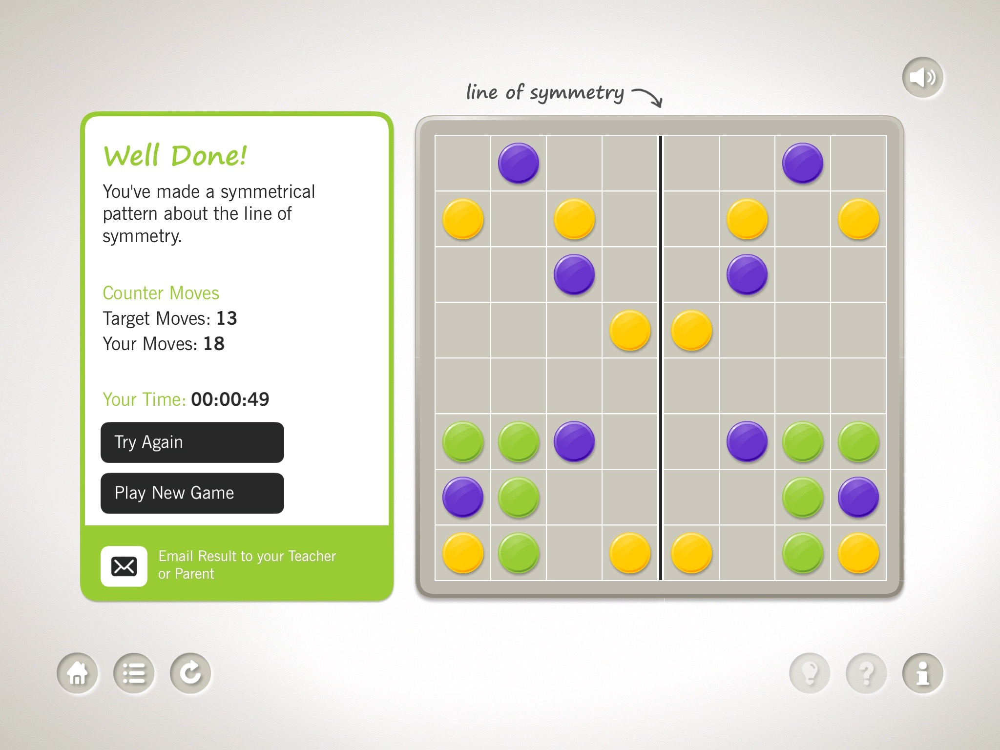 line of symmetry
Well Done!
You've made a symmetrical
pattern about the line of
symmetry.
Counter Moves
Target Moves: 13
Your Moves: 18
Your Time: 00:00:49
Try Again
Play New Game
Email Result to your Teacher
or Parent
?
i